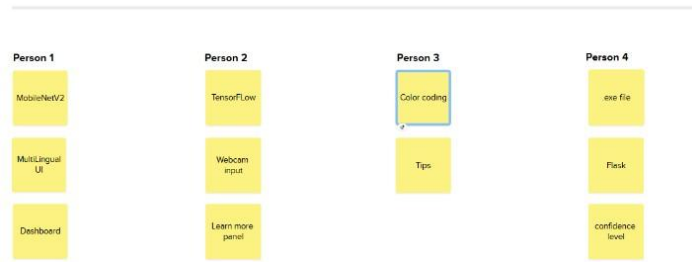 Person 1 Person 2 Person 3 Person 4
MobileNetV2 TensorFLow Color coding .exe file
MultiLingual
UI
Webcam
input
Tips Flask
Dashboard
Learn more
panel
confidence
level